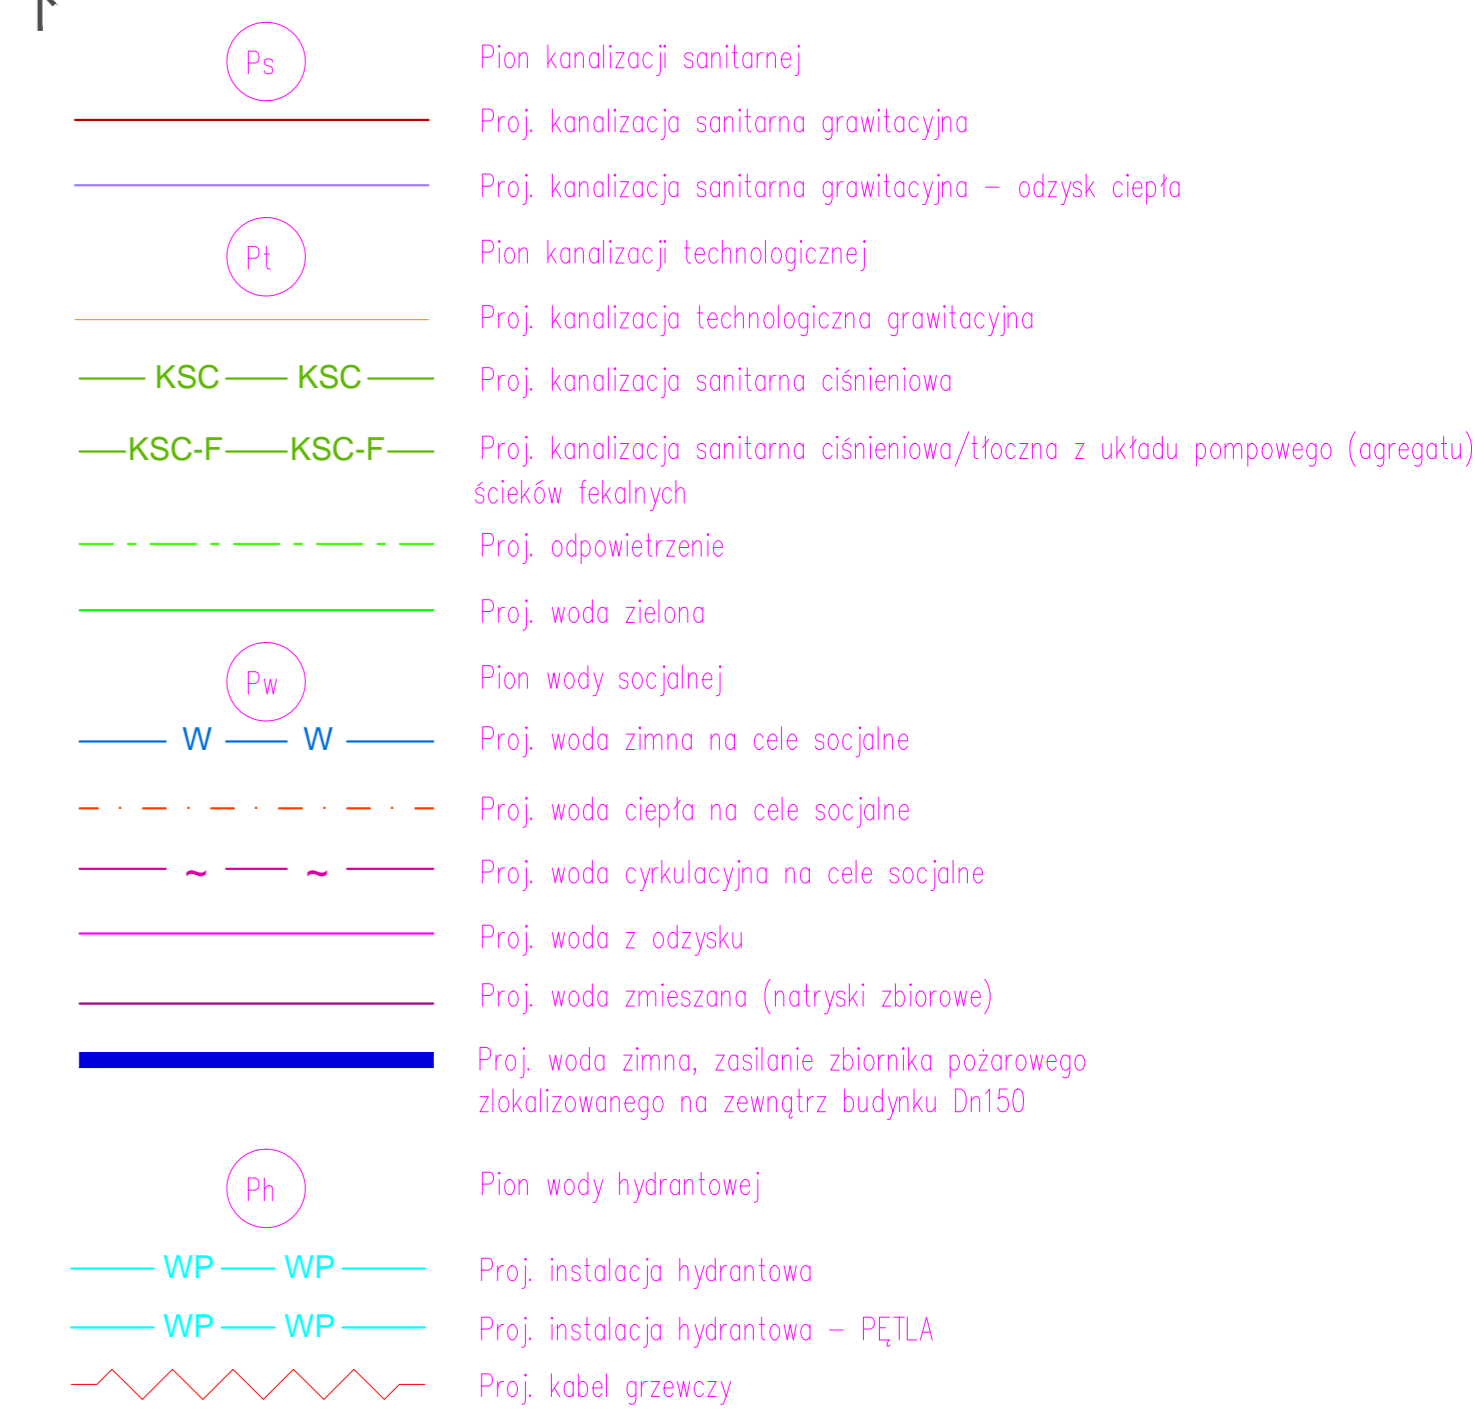 Ps Pion kanalizacji sanitarnej
Proj. kanalizacja sanitarna grawitacyjna
Proj. kanalizacja sanitarna grawitacyjna – odzysk ciepła
Pt Pion kanalizacji technologicznej
Proj. kanalizacja technologiczna grawitacyjna
KSC KSC Proj. kanalizacja sanitarna ciśnieniowa
KSC-F KSC-F Proj. kanalizacja sanitarna ciśnieniowa/tłoczna z układu pompowego (agregatu)
ścieków fekalnych
Proj. odpowietrzenie
Proj. woda zielona
Pw Pion wody socjalnej
W W Proj. woda zimna na cele socjalne
Proj. woda ciepła na cele socjalne
~ ~ Proj. woda cyrkulacyjna na cele socjalne
Proj. woda z odzysku
Proj. woda zmieszana (natryski zbiorowe)
Proj. woda zimna, zasilanie zbiornika pożarowego
zlokalizowanego na zewnątrz budynku Dn150
Ph Pion wody hydrantowej
WP WP Proj. instalacja hydrantowa
WP WP Proj. instalacja hydrantowa – PĘTLA
Proj. kabel grzewczy